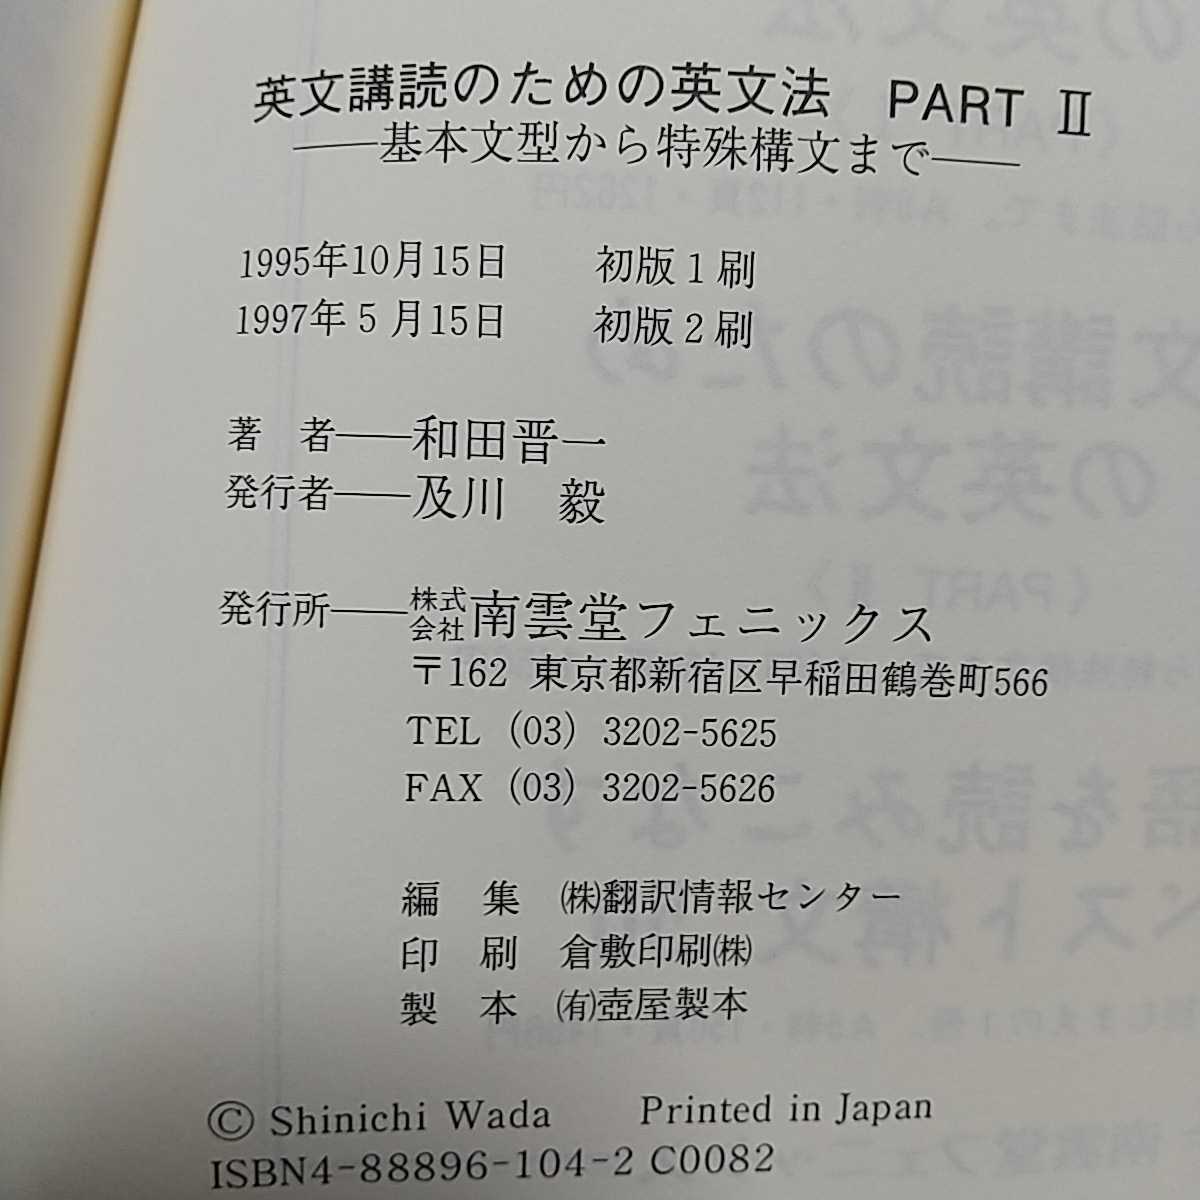 英文講読のための英文法 PART Ⅱ
——基本文型から特殊構文まで——
1995年10月15日 初版1刷
1997年5月15日 初版2刷
著 者——和田晋一
発行者——及川 毅
発行所——株式会社南雲堂フェニックス
〒162 東京都新宿区早稲田鶴巻町566
TEL (03) 3202-5625
FAX (03) 3202-5626
編 集 ㈱翻訳情報センター
印 刷 倉敷印刷㈱
製 本 ㈲壺屋製本
© Shinichi Wada Printed in Japan
ISBN4-88896-104-2 C0082